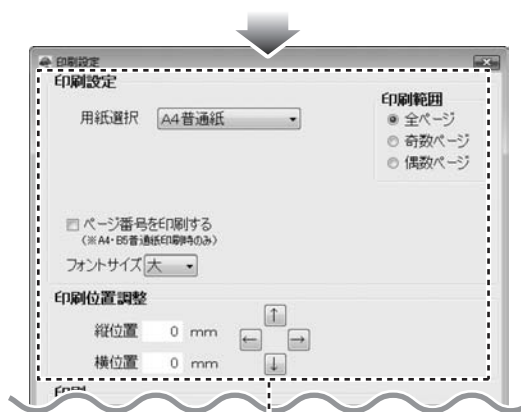 印刷設定
印刷設定
用紙選択 A4普通紙
印刷範囲
全ページ
奇数ページ
偶数ページ
ページ番号を印刷する
(※A4・B5普通紙印刷時のみ)
フォントサイズ 大
印刷位置調整
縦位置 0 mm
↑
← →
横位置 0 mm
↓
印刷